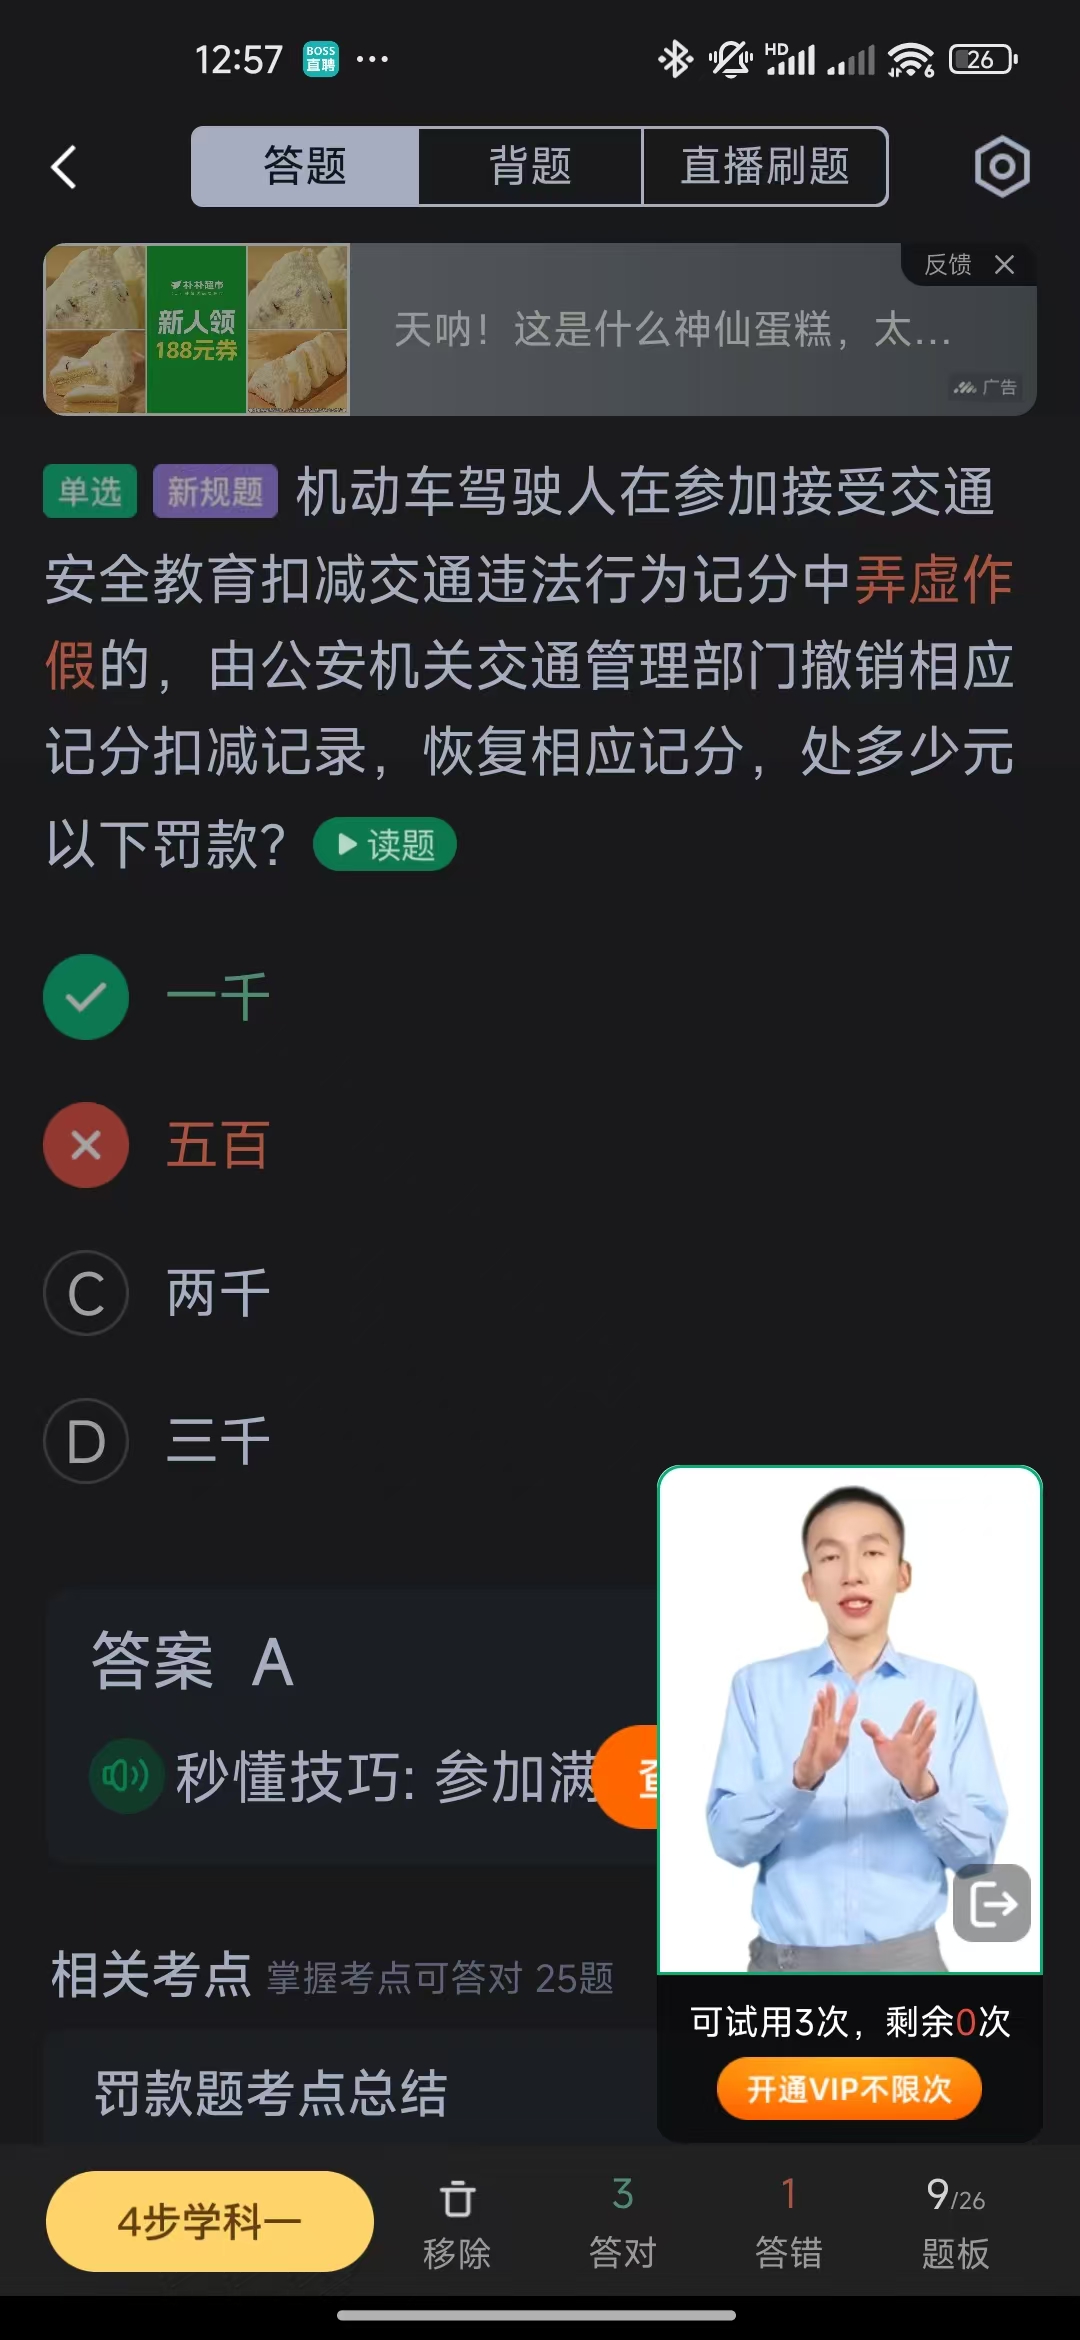 12:57 BOSS直聘 ··· HD 6 26
答题 背题 直播刷题
朴朴超市
新人领
188元券
天呐！这是什么神仙蛋糕，太...
反馈
广告
单选 新规题 机动车驾驶人在参加接受交通
安全教育扣减交通违法行为记分中弄虚作
假的，由公安机关交通管理部门撤销相应
记分扣减记录，恢复相应记分，处多少元
以下罚款？ 读题
一千
五百
C 两千
D 三千
答案 A
秒懂技巧: 参加满
相关考点 掌握考点可答对 25题
罚款题考点总结
可试用3次，剩余0次
开通VIP不限次
4步学科一
移除
3
答对
1
答错
9/26
题板